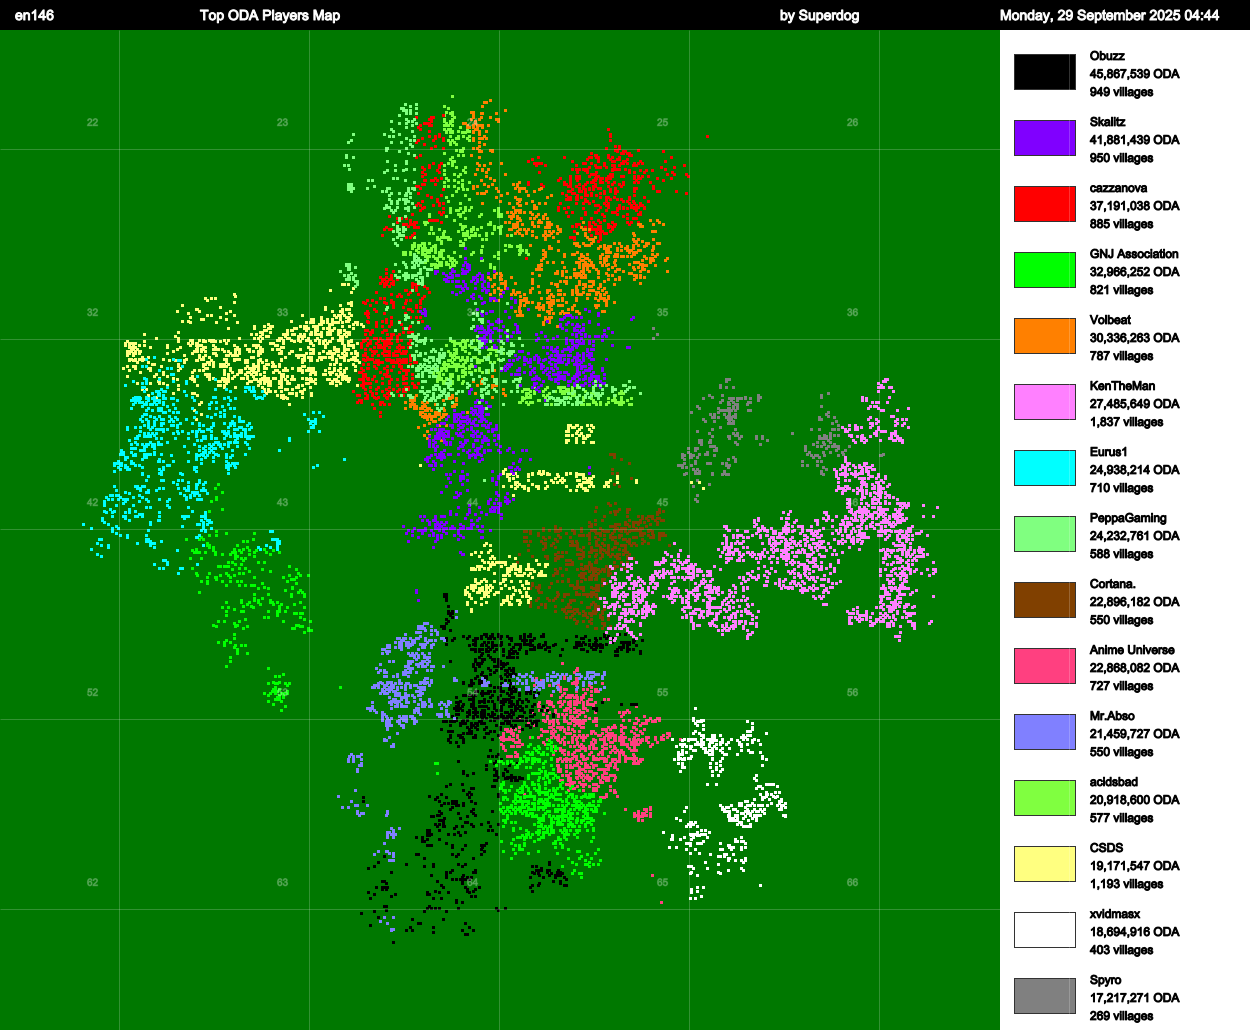 en146 Top ODA Players Map by Superdog Monday, 29 September 2025 04:44
Obuzz
45,867,539 ODA
949 villages
Skalitz
41,881,439 ODA
950 villages
cazzanova
37,191,038 ODA
885 villages
GNJ Association
32,966,252 ODA
821 villages
Volbeat
30,336,263 ODA
787 villages
KenTheMan
27,485,649 ODA
1,837 villages
Eurus1
24,938,214 ODA
710 villages
PeppaGaming
24,232,761 ODA
588 villages
Cortana.
22,896,182 ODA
550 villages
Anime Universe
22,868,082 ODA
727 villages
Mr.Abso
21,459,727 ODA
550 villages
acidsbad
20,918,600 ODA
577 villages
CSDS
19,171,547 ODA
1,193 villages
xvidmasx
18,694,916 ODA
403 villages
Spyro
17,217,271 ODA
269 villages
22 23 25 26
32 33 35 36
42 43 44 45
52 53 55 56
62 63 64 65 66